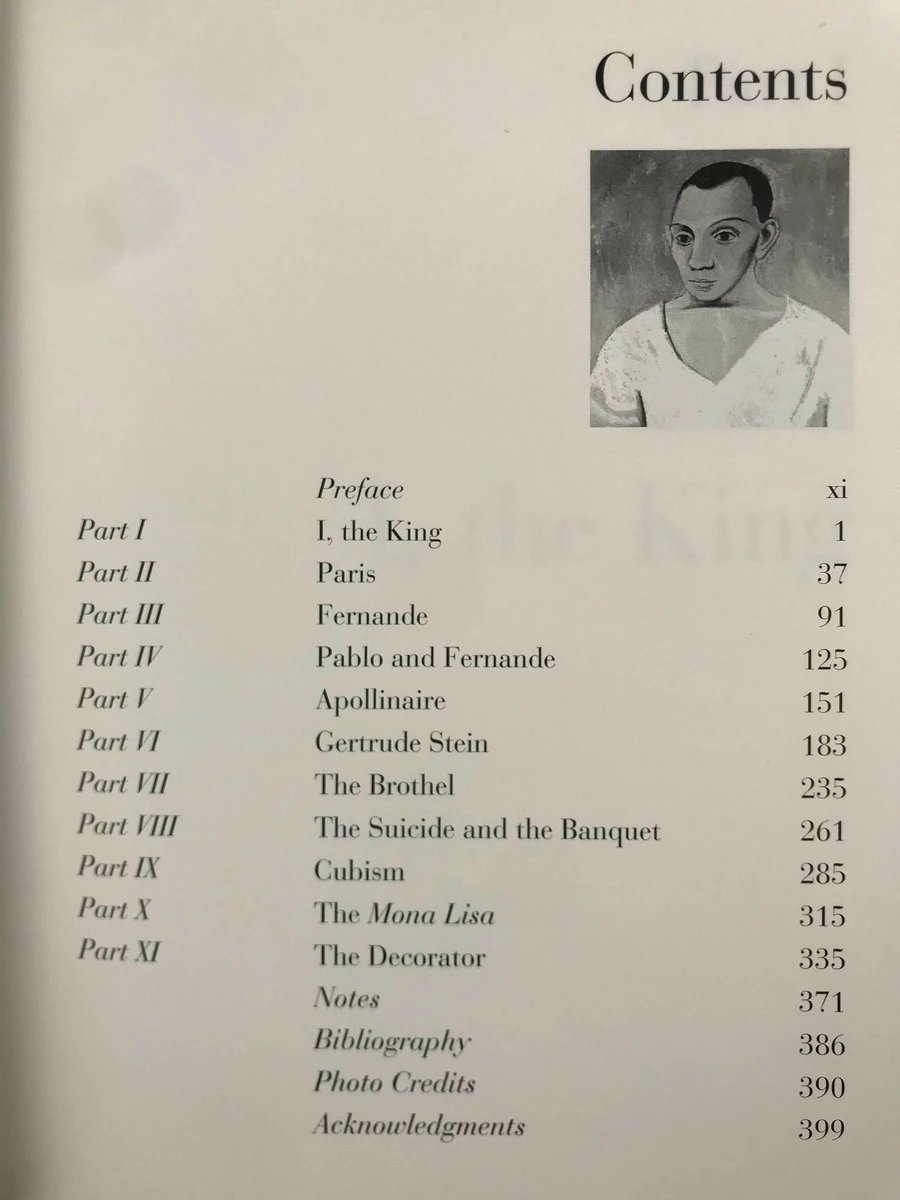 Contents
Preface xi
Part I I, the King 1
Part II Paris 37
Part III Fernande 91
Part IV Pablo and Fernande 125
Part V Apollinaire 151
Part VI Gertrude Stein 183
Part VII The Brothel 235
Part VIII The Suicide and the Banquet 261
Part IX Cubism 285
Part X The Mona Lisa 315
Part XI The Decorator 335
Notes 371
Bibliography 386
Photo Credits 390
Acknowledgments 399